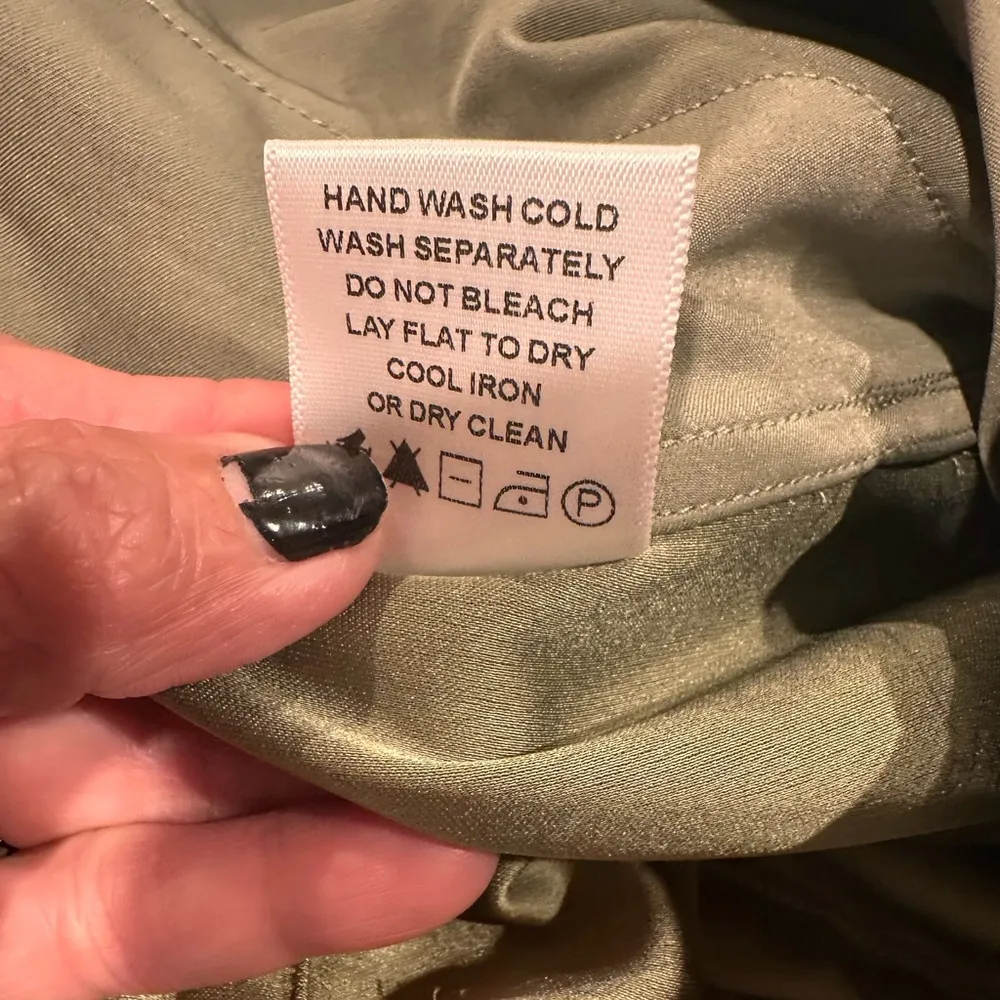 HAND WASH COLD
WASH SEPARATELY
DO NOT BLEACH
LAY FLAT TO DRY
COOL IRON
OR DRY CLEAN
P